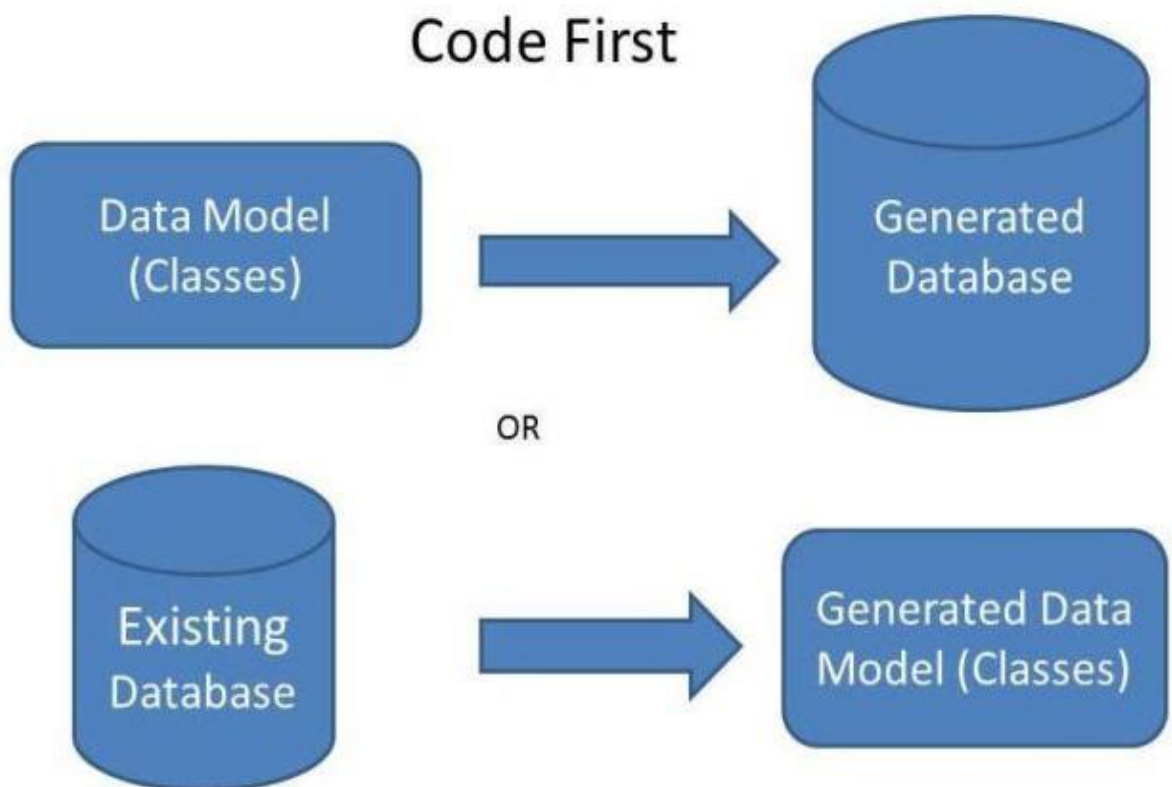 Code First
Data Model
(Classes)
Generated
Database
OR
Existing
Database
Generated Data
Model (Classes)